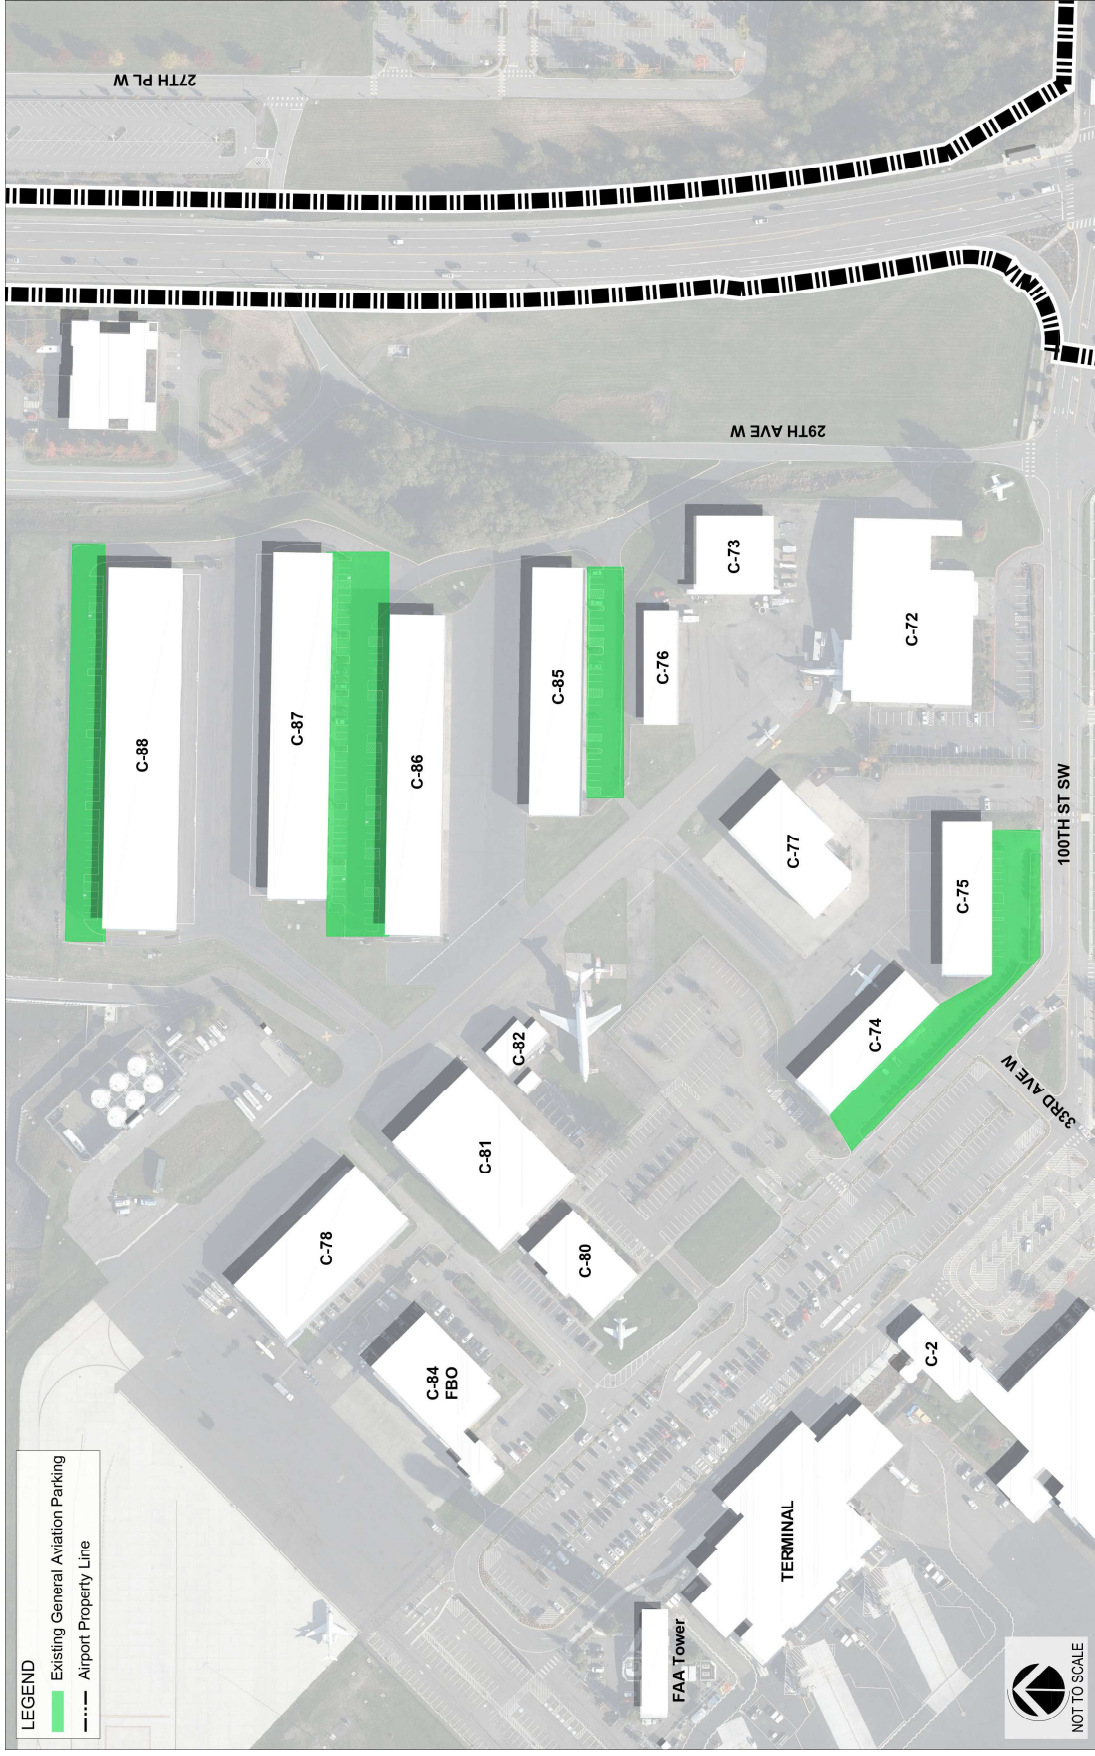 LEGEND
Existing General Aviation Parking
Airport Property Line
27TH PL W
29TH AVE W
C-88
C-87
C-86
C-85
C-76
C-73
C-72
C-77
C-75
C-74
100TH ST SW
33RD AVE W
C-82
C-81
C-80
C-78
C-84
FBO
C-2
TERMINAL
FAA Tower
NOT TO SCALE